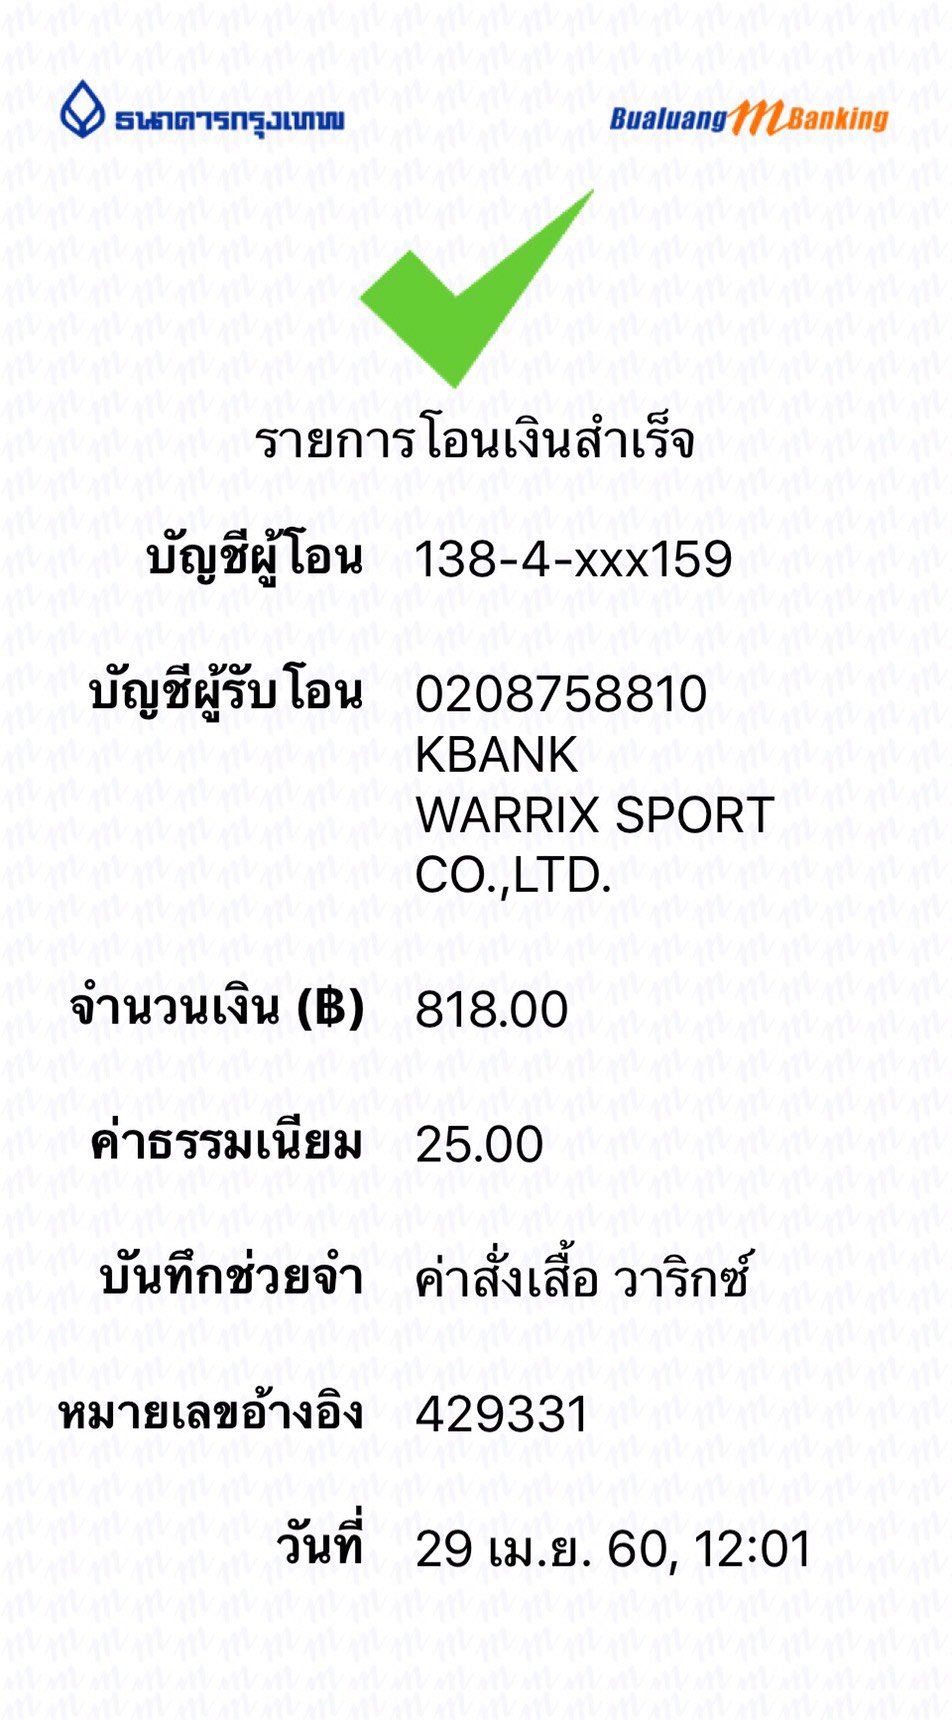 ธนาคารกรุงเทพ Bualuang mBanking
รายการโอนเงินสำเร็จ
บัญชีผู้โอน 138-4-xxx159
บัญชีผู้รับโอน 0208758810
KBANK
WARRIX SPORT
CO.,LTD.
จำนวนเงิน (฿) 818.00
ค่าธรรมเนียม 25.00
บันทึกช่วยจำ ค่าสั่งเสื้อ วาริกซ์
หมายเลขอ้างอิง 429331
วันที่ 29 เม.ย. 60, 12:01